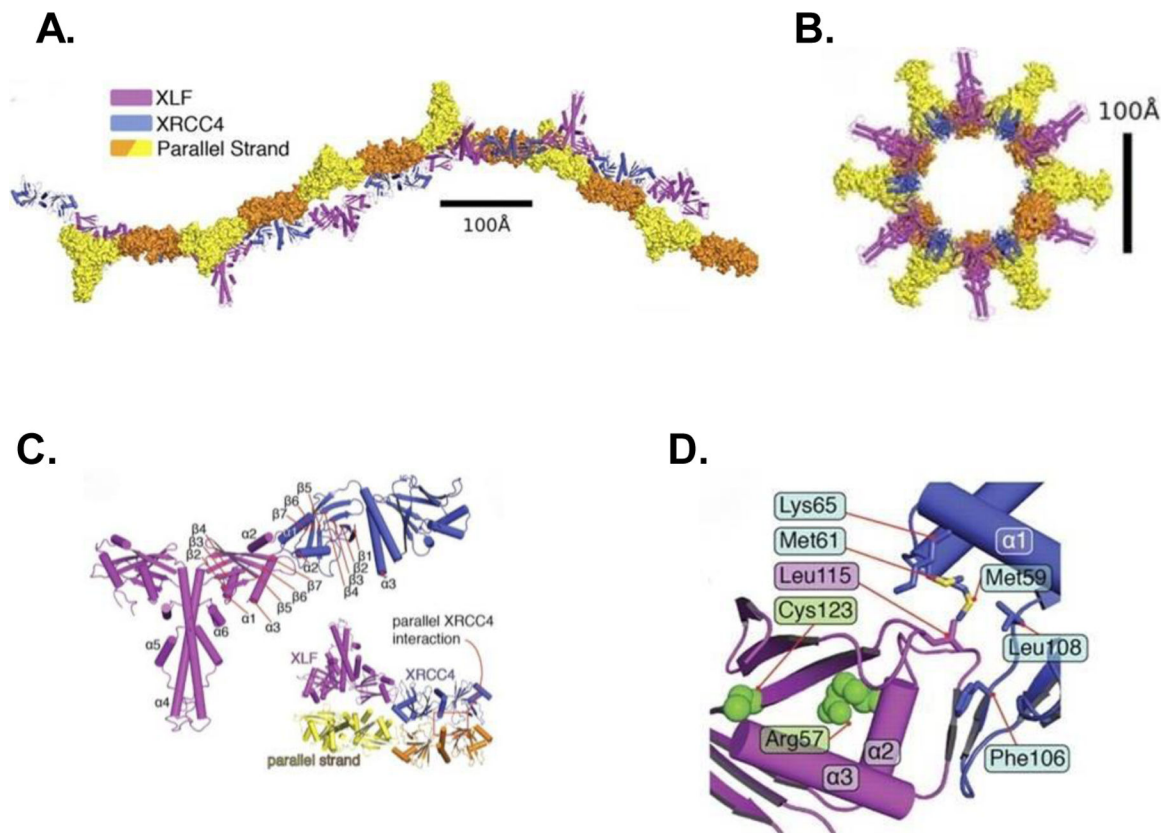 A.
XLF
XRCC4
Parallel Strand
100Å
B.
100Å
C.
β5
β6
β7
β4
β3
β2
α2
α1
α2
β1
β2
β3
β4
α3
β7
β6
β5
α3
α1
α6
α5
α4
parallel XRCC4
interaction
XLF
XRCC4
parallel strand
D.
Lys65
Met61
Leu115
Cys123
α1
Met59
Leu108
Arg57
α2
α3
Phe106